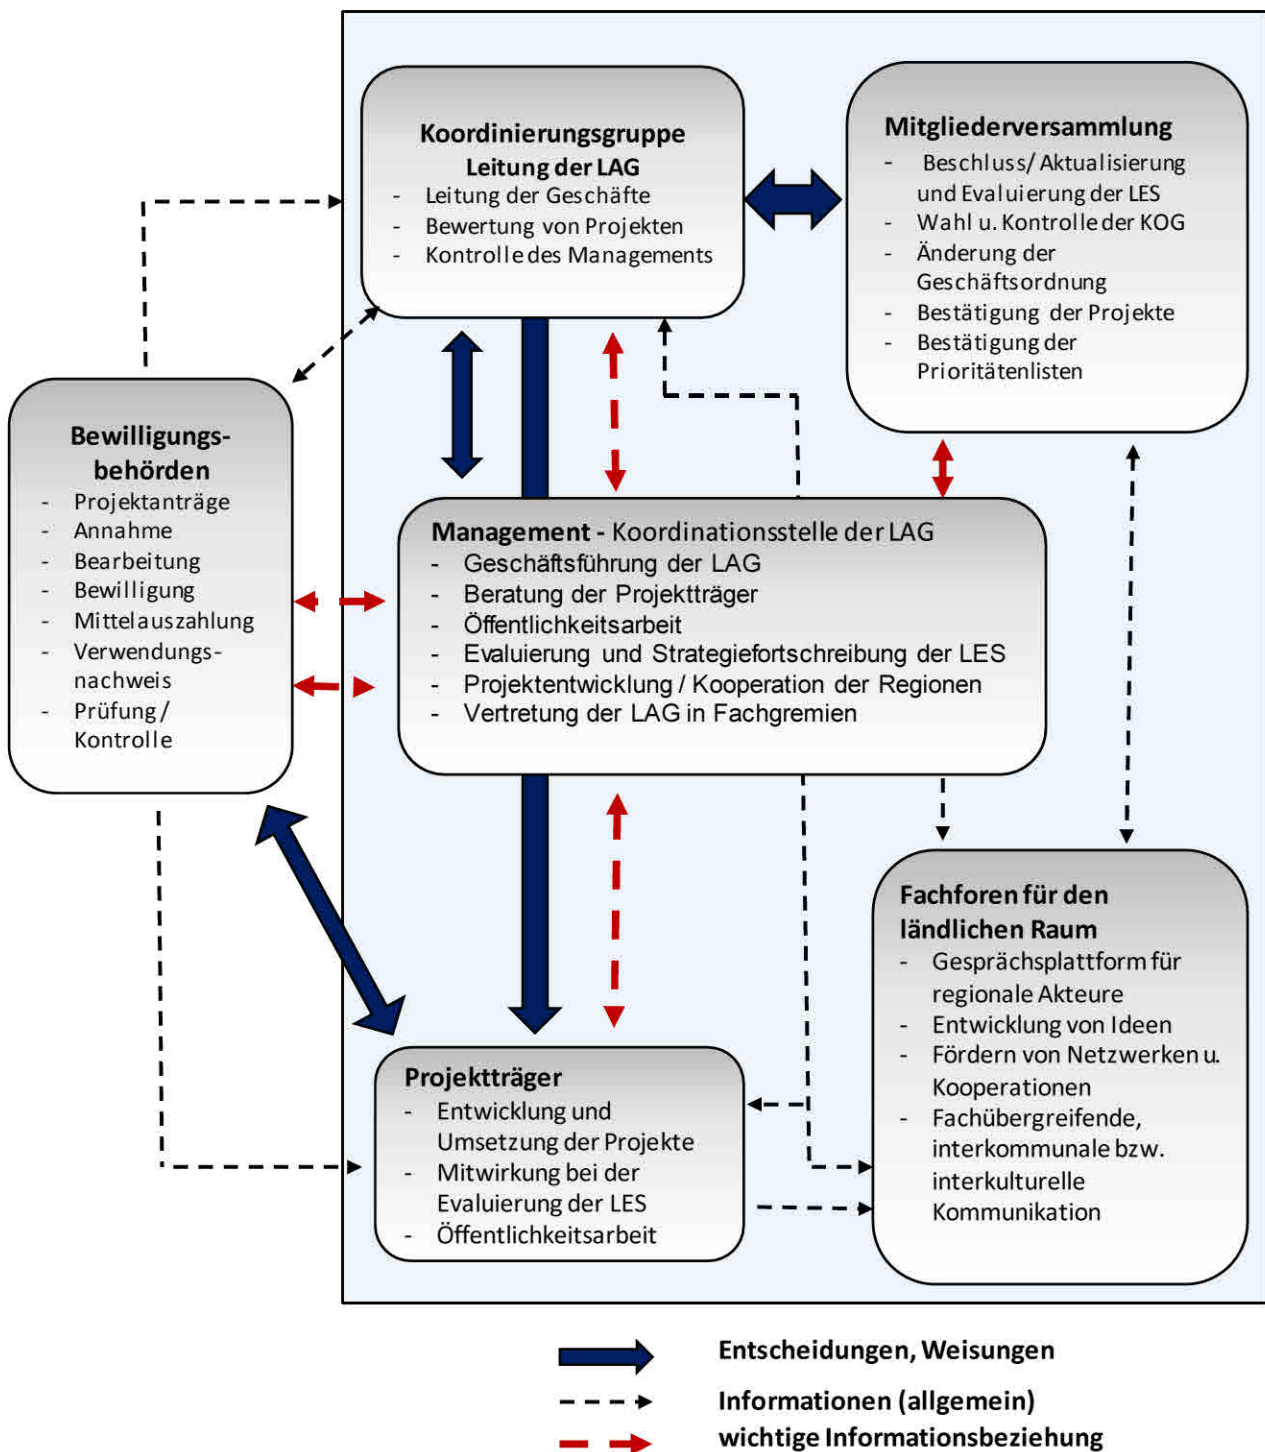 Koordinierungsgruppe
Leitung der LAG
- Leitung der Geschäfte
- Bewertung von Projekten
- Kontrolle des Managements
Mitgliederversammlung
- Beschluss/ Aktualisierung
und Evaluierung der LES
- Wahl u. Kontrolle der KOG
- Änderung der
Geschäftsordnung
- Bestätigung der Projekte
- Bestätigung der
Prioritätenlisten
Bewilligungs-
behörden
- Projektanträge
- Annahme
- Bearbeitung
- Bewilligung
- Mittelauszahlung
- Verwendungs-
nachweis
- Prüfung /
Kontrolle
Management - Koordinationsstelle der LAG
- Geschäftsführung der LAG
- Beratung der Projektträger
- Öffentlichkeitsarbeit
- Evaluierung und Strategiefortschreibung der LES
- Projektentwicklung / Kooperation der Regionen
- Vertretung der LAG in Fachgremien
Projektträger
- Entwicklung und
Umsetzung der Projekte
- Mitwirkung bei der
Evaluierung der LES
- Öffentlichkeitsarbeit
Fachforen für den
ländlichen Raum
- Gesprächsplattform für
regionale Akteure
- Entwicklung von Ideen
- Fördern von Netzwerken u.
Kooperationen
- Fachübergreifende,
interkommunale bzw.
interkulturelle
Kommunikation
Entscheidungen, Weisungen
Informationen (allgemein)
wichtige Informationsbeziehung